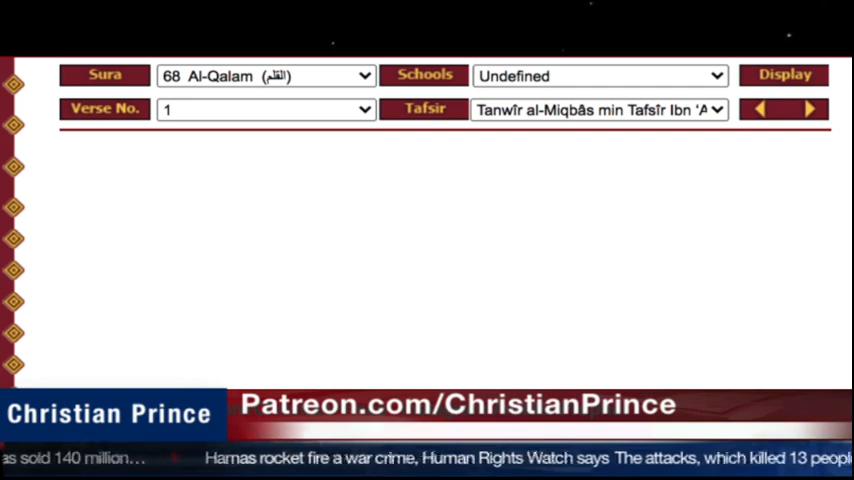 Sura 68 Al-Qalam (القلم) Schools Undefined Display
Verse No. 1 Tafsir Tanwîr al-Miqbâs min Tafsîr Ibn ‘A
Christian Prince Patreon.com/ChristianPrince
as sold 140 million... Hamas rocket fire a war crime, Human Rights Watch says The attacks, which killed 13 people